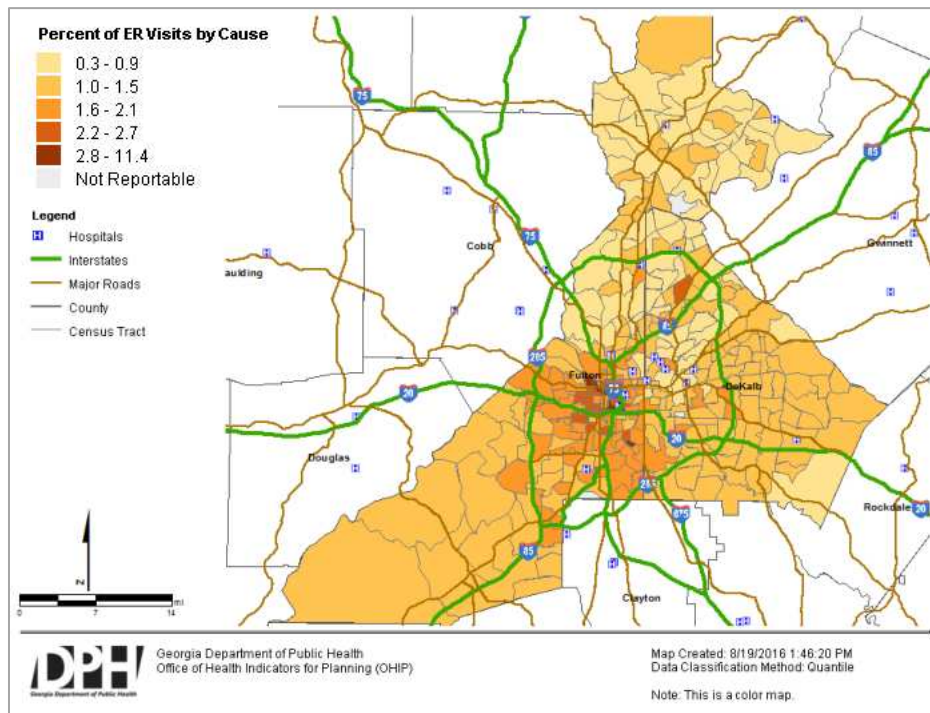 Percent of ER Visits by Cause
0.3 - 0.9
1.0 - 1.5
1.6 - 2.1
2.2 - 2.7
2.8 - 11.4
Not Reportable
Legend
H Hospitals
Interstates
Major Roads
County
Census Tract
75
85
75
Cobb
Gwinnett
aulding
85
285
Fulton
75
DeKalb
20
20
Douglas
285
Rockdale
20
675
85
Clayton
N
0 7 14 mi
DPH
Georgia Department of Public Health
Georgia Department of Public Health
Office of Health Indicators for Planning (OHIP)
Map Created: 8/19/2016 1:46:20 PM
Data Classification Method: Quantile
Note: This is a color map.